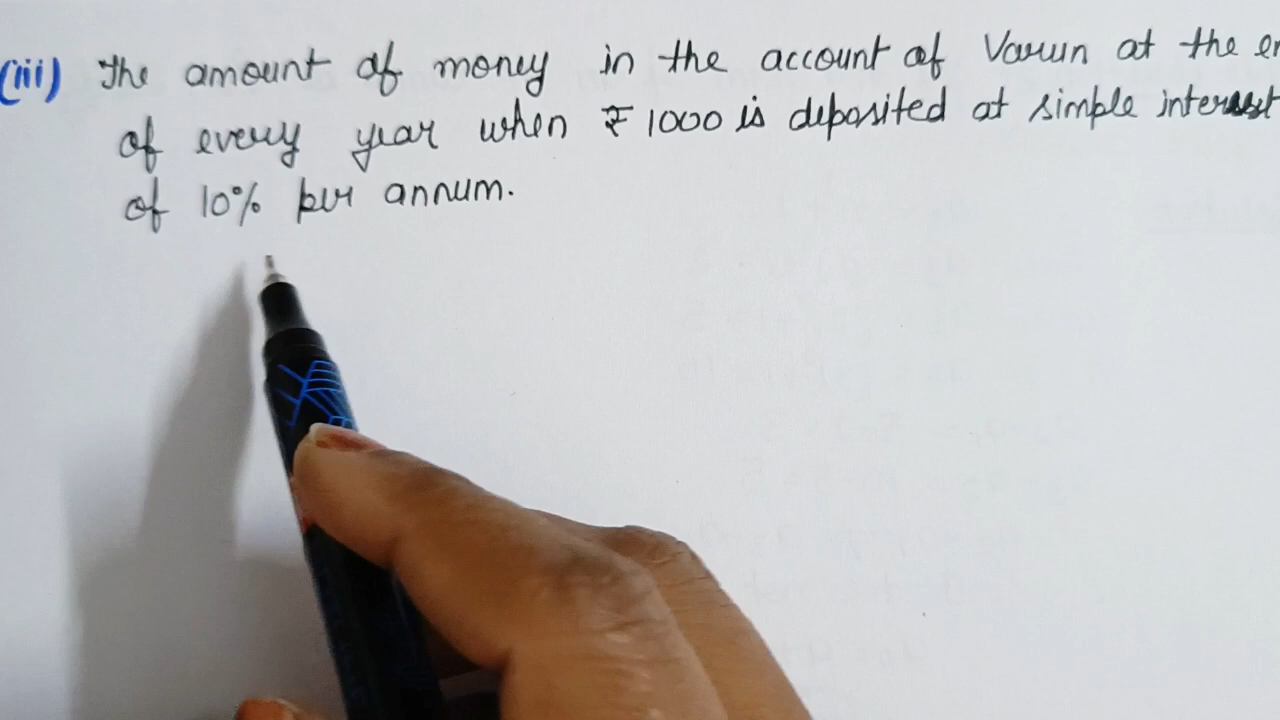 (iii) The amount of money in the account of Varun at the en
of every year when ₹ 1000 is deposited at simple interest
of 10% per annum.